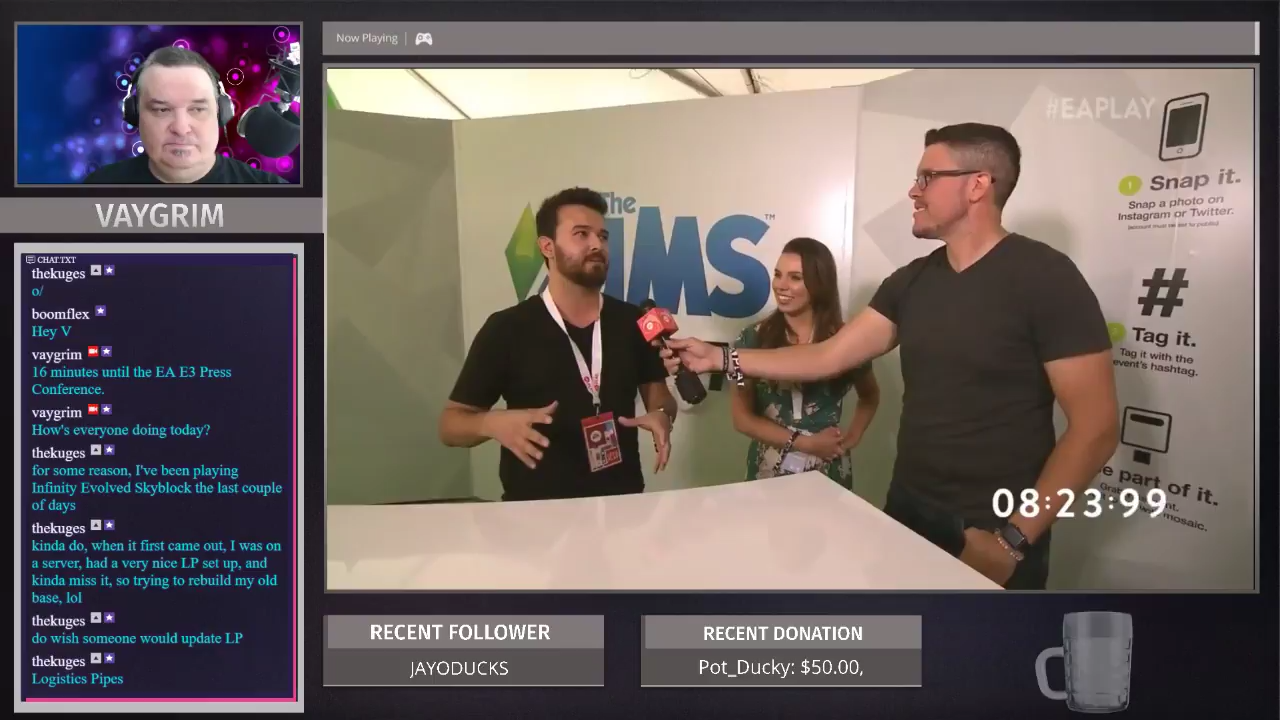 Now Playing
VAYGRIM
CHAT.TXT
thekuges
o/
boomflex
Hey V
vaygrim
16 minutes until the EA E3 Press
Conference.
vaygrim
How's everyone doing today?
thekuges
for some reason, I've been playing
Infinity Evolved Skyblock the last couple
of days
thekuges
kinda do, when it first came out, I was on
a server, had a very nice LP set up, and
kinda miss it, so trying to rebuild my old
base, lol
thekuges
do wish someone would update LP
thekuges
Logistics Pipes
#EAPLAY
The
SIMS
TM
Snap it.
Snap a photo on
Instagram or Twitter.
#
Tag it.
Tag it with the
event's hashtag.
e part of it.
mosaic.
08:23:99
RECENT FOLLOWER
JAYODUCKS
RECENT DONATION
Pot_Ducky: $50.00,